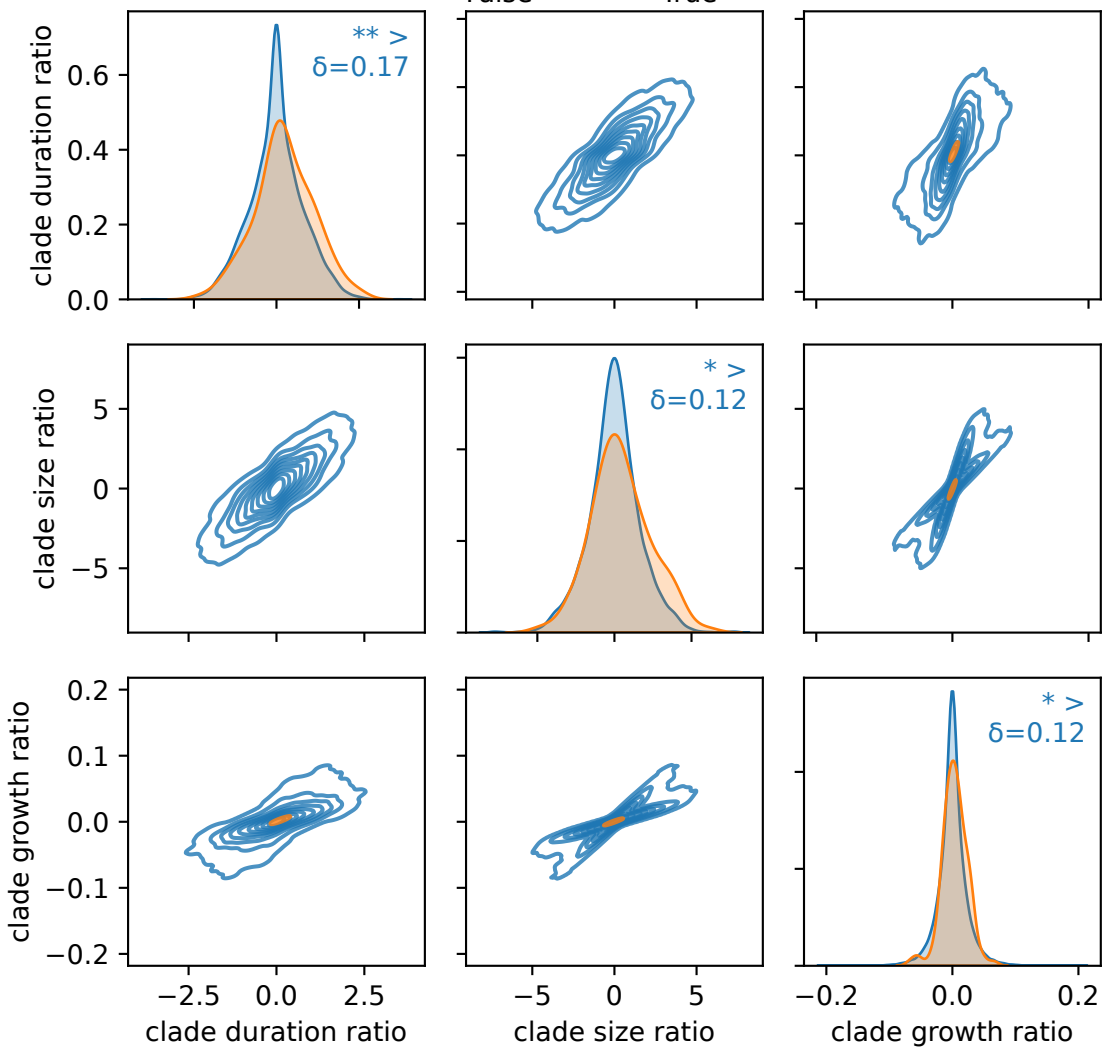 clade duration ratio
0.6
0.4
0.2
0.0
** >
δ=0.17
clade size ratio
5
0
−5
* >
δ=0.12
clade growth ratio
0.2
0.1
0.0
−0.1
−0.2
* >
δ=0.12
−2.5 0.0 2.5
clade duration ratio
−5 0 5
clade size ratio
−0.2 0.0 0.2
clade growth ratio